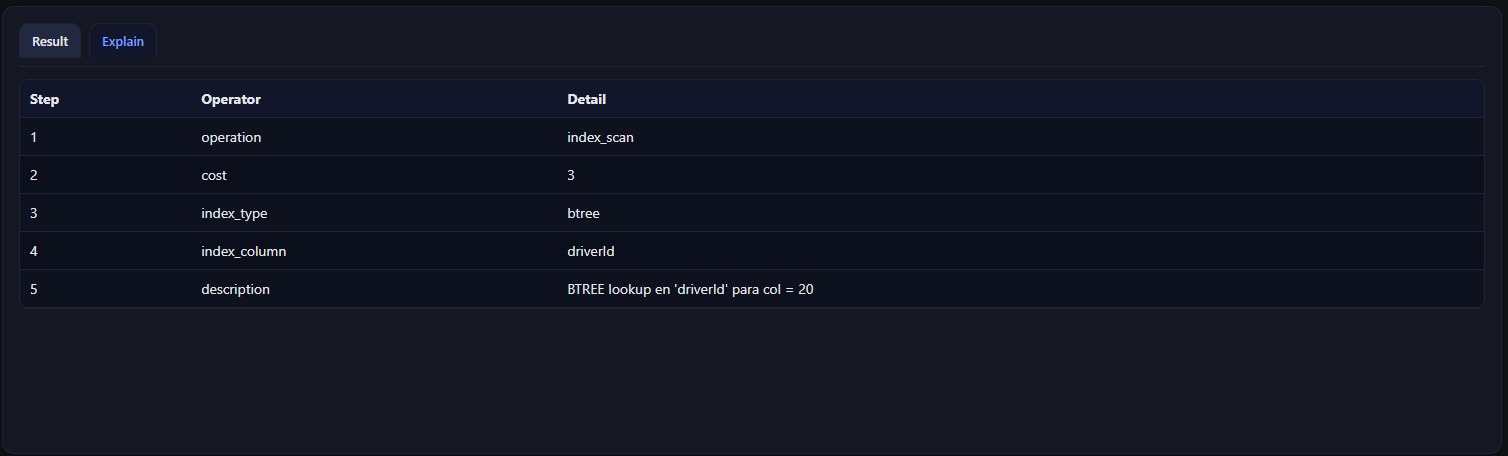 Result Explain
Step Operator Detail
1 operation index_scan
2 cost 3
3 index_type btree
4 index_column driverId
5 description BTREE lookup en 'driverId' para col = 20